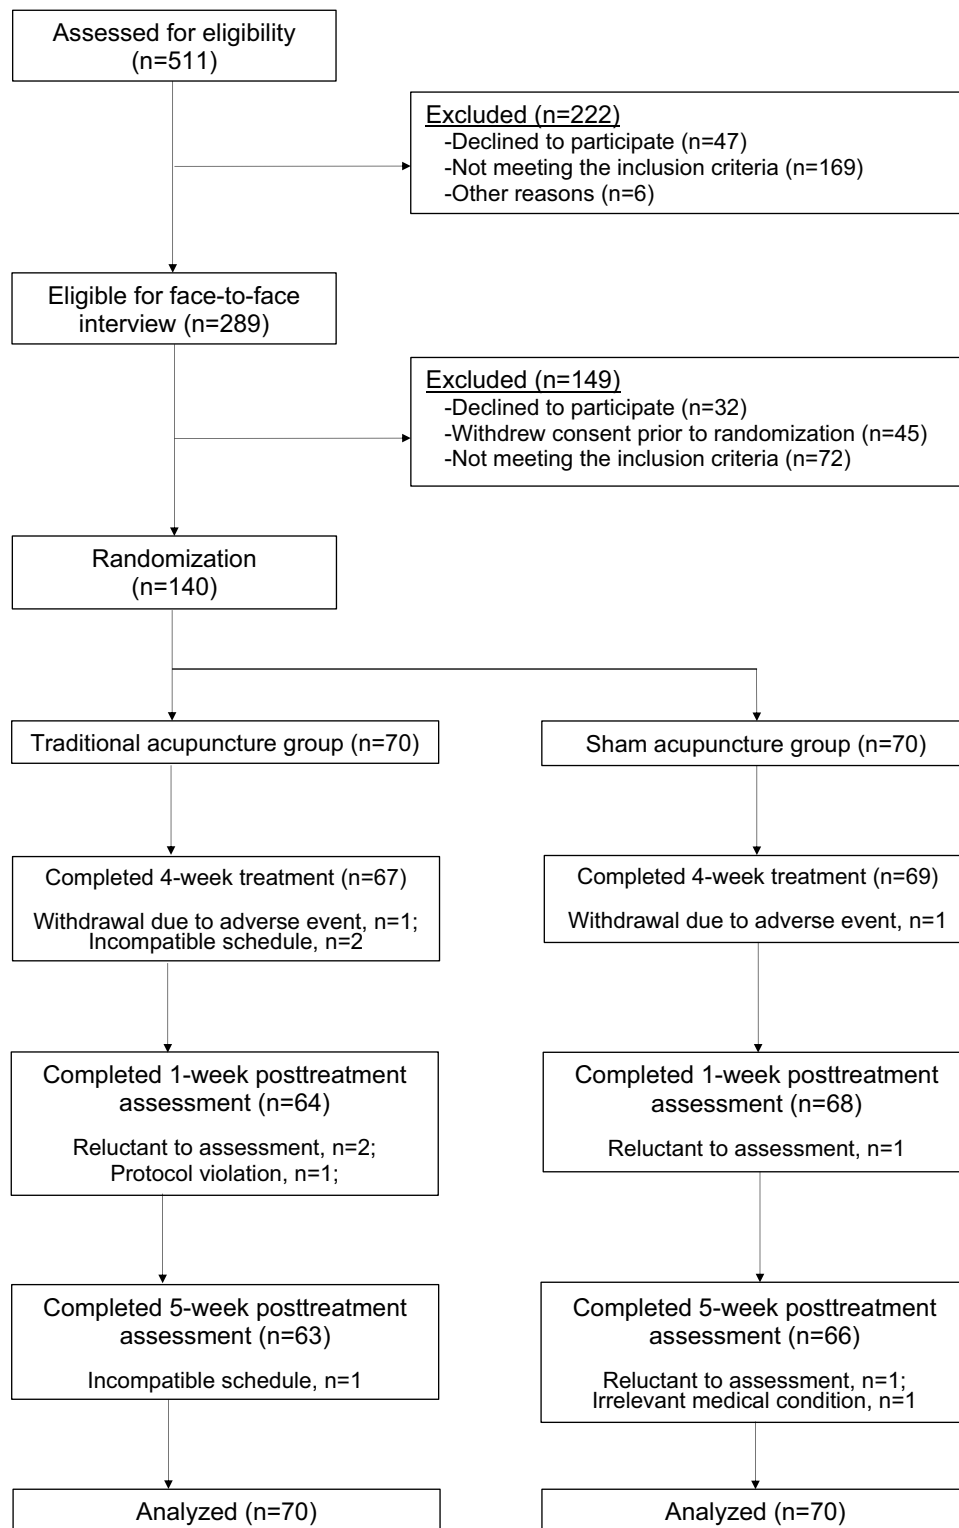 Assessed for eligibility
(n=511)
Excluded (n=222)
-Declined to participate (n=47)
-Not meeting the inclusion criteria (n=169)
-Other reasons (n=6)
Eligible for face-to-face
interview (n=289)
Excluded (n=149)
-Declined to participate (n=32)
-Withdrew consent prior to randomization (n=45)
-Not meeting the inclusion criteria (n=72)
Randomization
(n=140)
Traditional acupuncture group (n=70)
Sham acupuncture group (n=70)
Completed 4-week treatment (n=67)
Withdrawal due to adverse event, n=1;
Incompatible schedule, n=2
Completed 4-week treatment (n=69)
Withdrawal due to adverse event, n=1
Completed 1-week posttreatment
assessment (n=64)
Reluctant to assessment, n=2;
Protocol violation, n=1;
Completed 1-week posttreatment
assessment (n=68)
Reluctant to assessment, n=1
Completed 5-week posttreatment
assessment (n=63)
Incompatible schedule, n=1
Completed 5-week posttreatment
assessment (n=66)
Reluctant to assessment, n=1;
Irrelevant medical condition, n=1
Analyzed (n=70)
Analyzed (n=70)